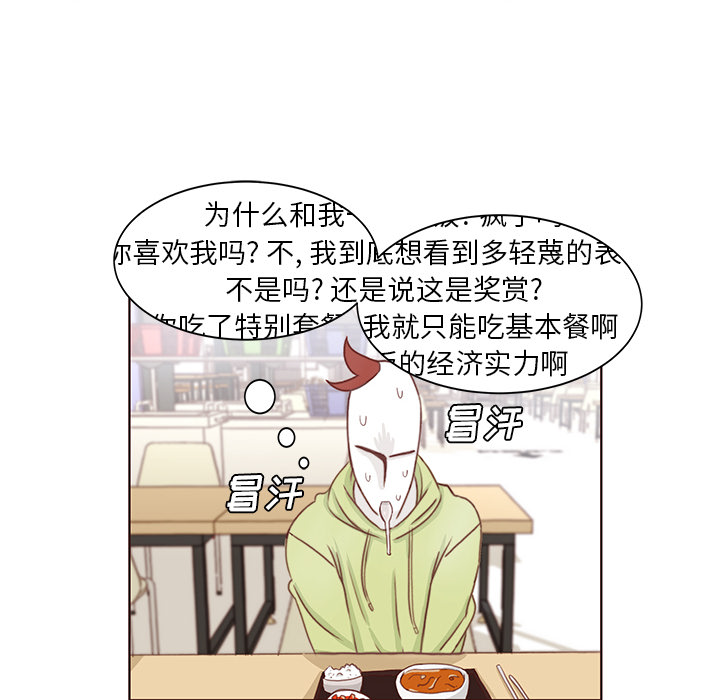 为什么和我
你喜欢我吗? 不, 我到底想看到多轻蔑的表
不是吗? 还是说这是奖赏?
你吃了特别套餐 我就只能吃基本餐啊
的经济实力啊
冒汗
冒汗